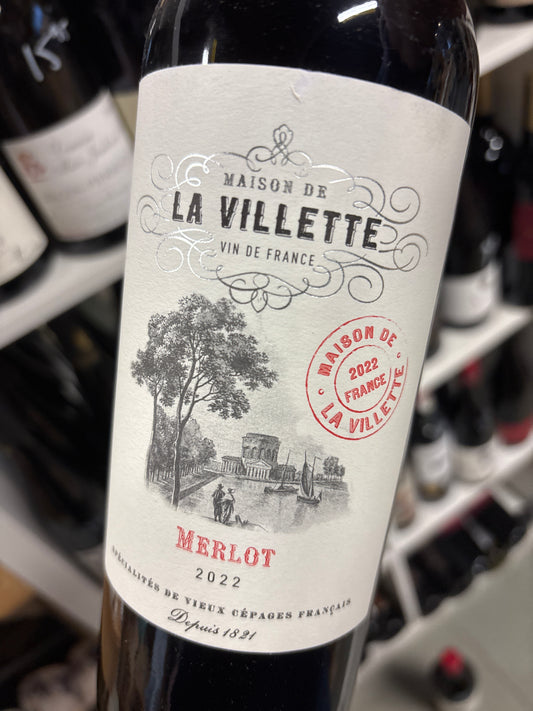 15⁰⁰
MAISON DE
LA VILLETTE
VIN DE FRANCE
MAISON DE
2022
FRANCE
LA VILLETTE
MERLOT
2022
SPÉCIALITÉS DE VIEUX CÉPAGES FRANÇAIS
Depuis 1821